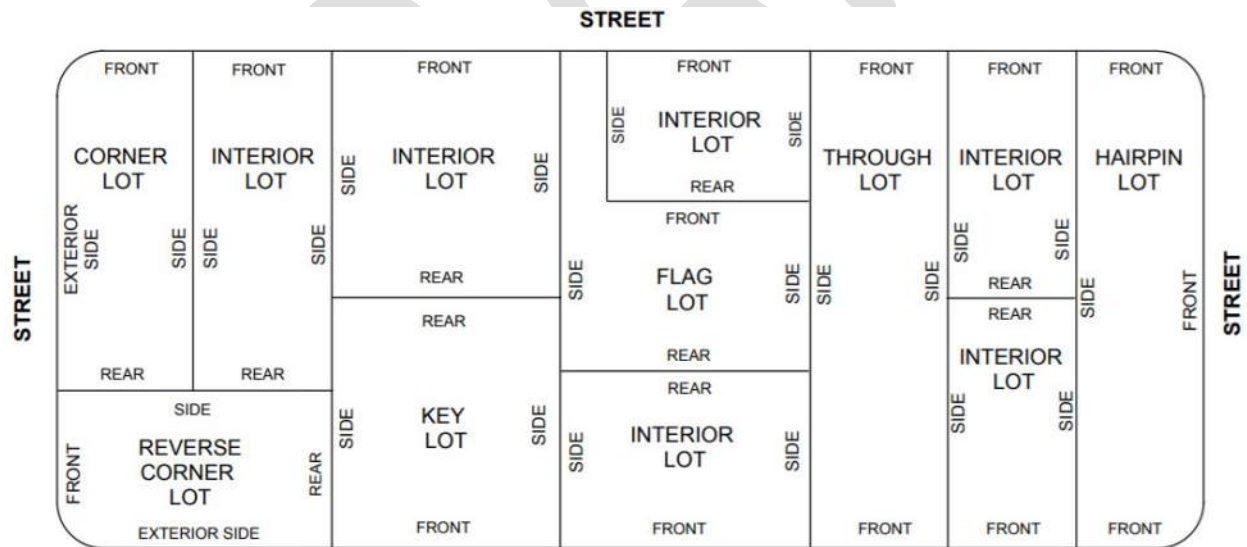 STREET
FRONT
FRONT
FRONT
FRONT
FRONT
FRONT
FRONT
SIDE
INTERIOR
LOT
SIDE
CORNER
LOT
INTERIOR
LOT
SIDE
INTERIOR
LOT
SIDE
THROUGH
LOT
INTERIOR
LOT
HAIRPIN
LOT
REAR
FRONT
STREET
EXTERIOR
SIDE
SIDE
SIDE
SIDE
REAR
SIDE
FLAG
LOT
SIDE
SIDE
SIDE
SIDE
SIDE
REAR
SIDE
FRONT
STREET
REAR
REAR
REAR
REAR
REAR
REAR
INTERIOR
LOT
SIDE
FRONT
REVERSE
CORNER
LOT
REAR
EXTERIOR SIDE
SIDE
KEY
LOT
SIDE
SIDE
INTERIOR
LOT
SIDE
SIDE
SIDE
FRONT
FRONT
FRONT
FRONT
FRONT